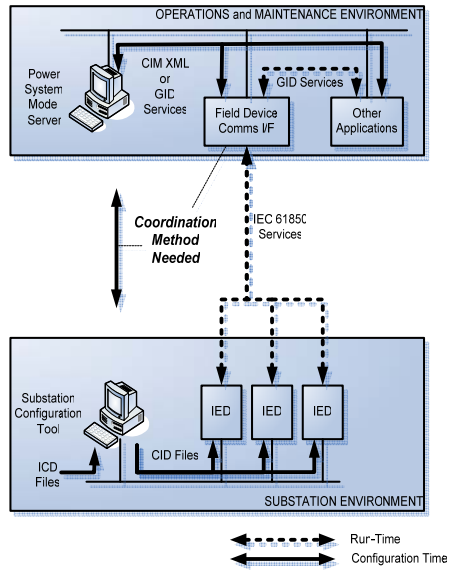 OPERATIONS and MAINTENANCE ENVIRONMENT
Power
System
Mode
Server
CIM XML
or
GID
Services
GID Services
Field Device
Comms I/F
Other
Applications
Coordination
Method
Needed
IEC 61850
Services
Substation
Configuration
Tool
IED
IED
IED
ICD
Files
CID Files
SUBSTATION ENVIRONMENT
Run-Time
Configuration Time